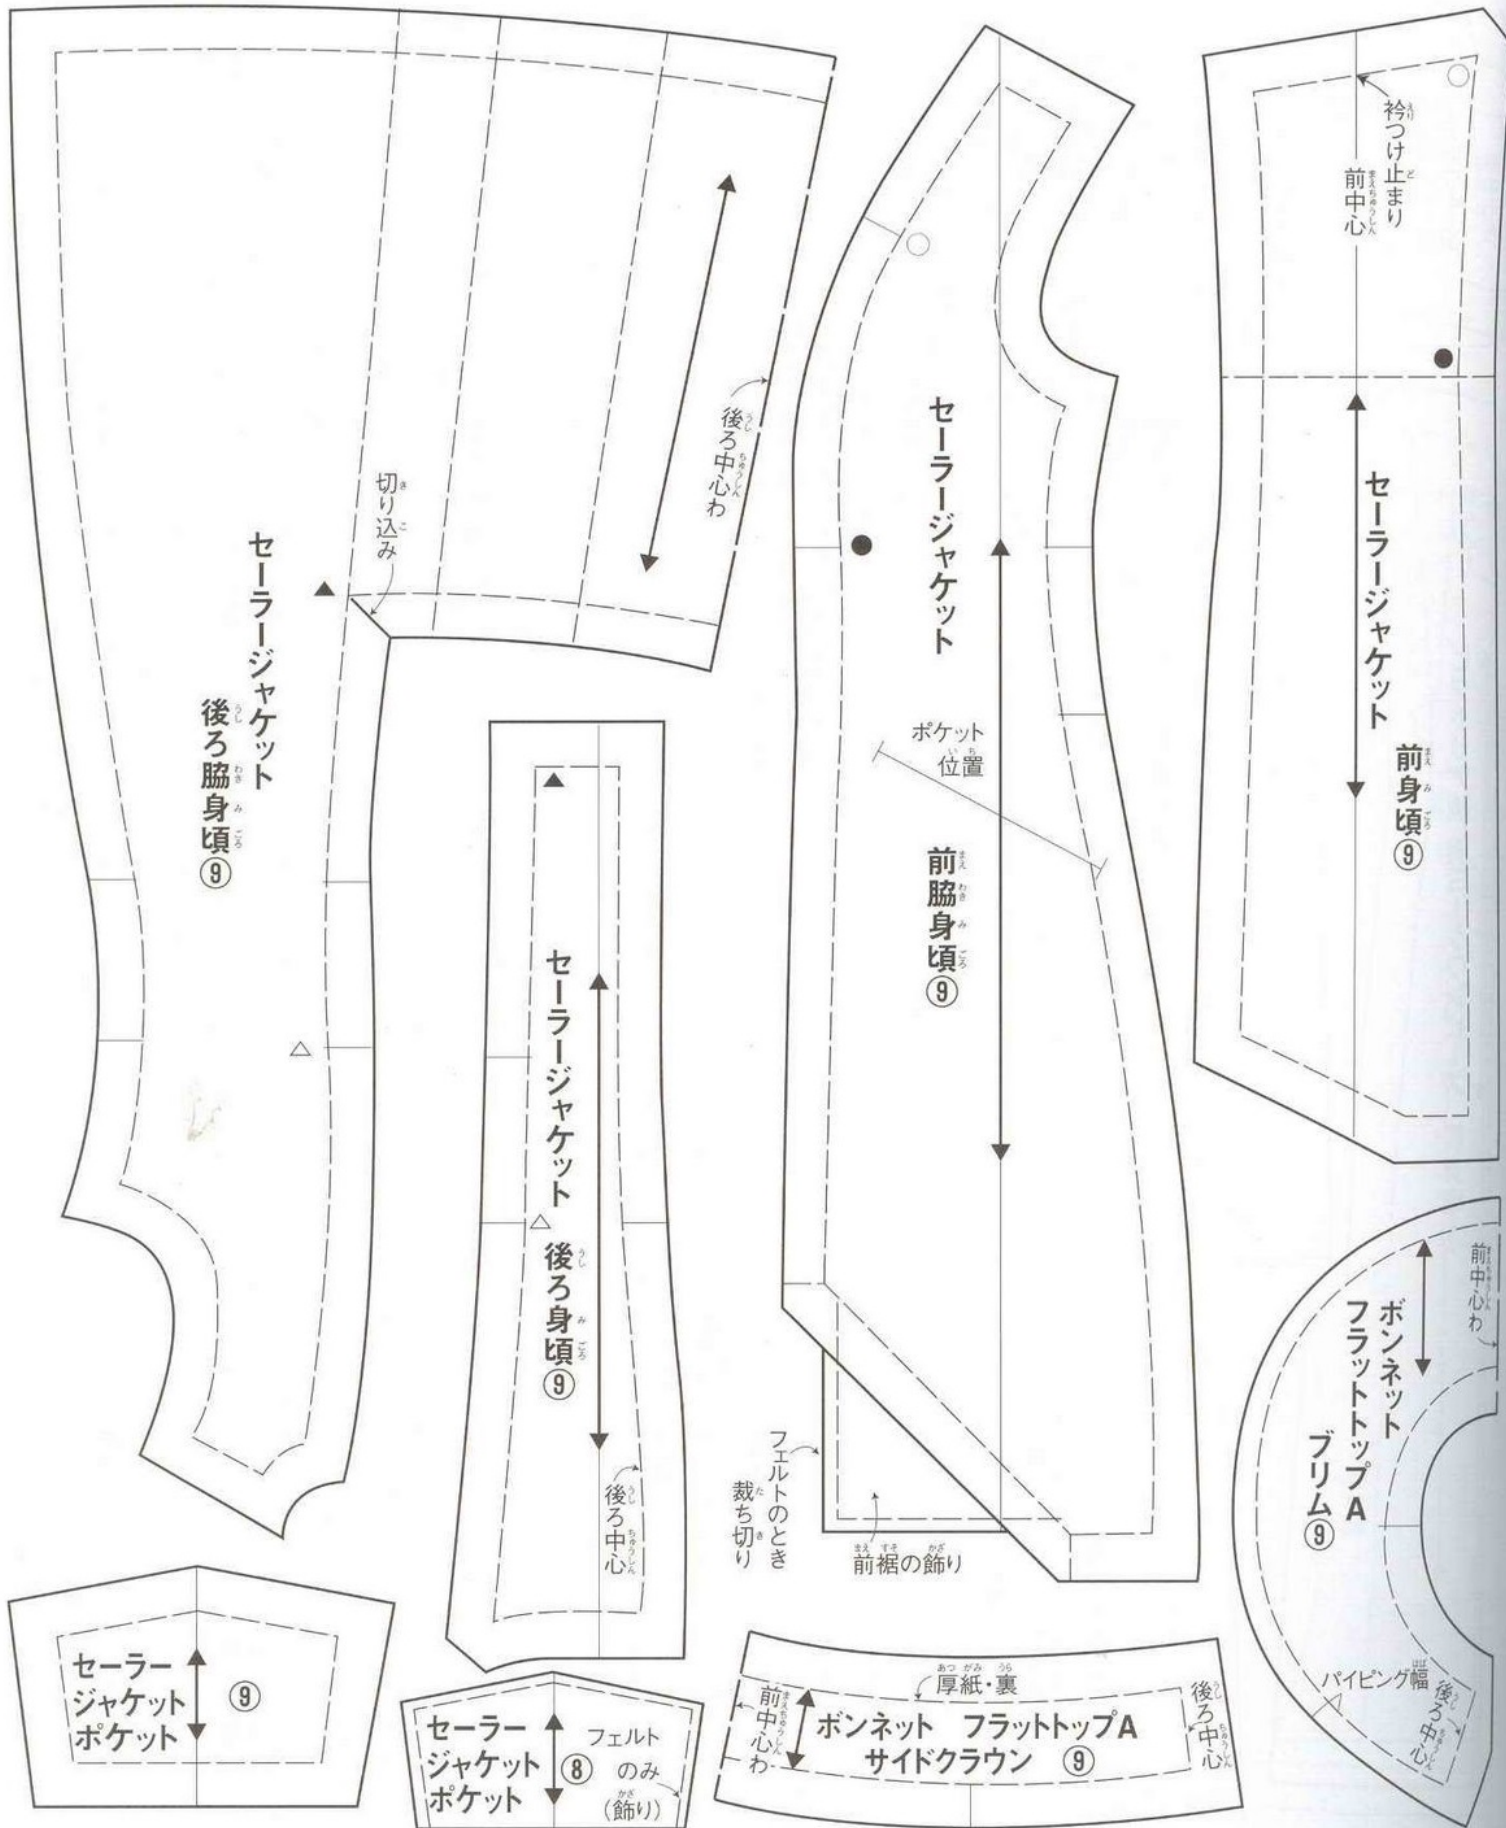 セーラージャケット
後ろ脇身頃⑨
切り込み
後ろ中心わ
▲
△
セーラージャケット
後ろ身頃⑨
後ろ中心
▲
△
セーラージャケット
前脇身頃⑨
ポケット
位置
○
●
フェルトのとき
裁ち切り
前裾の飾り
セーラージャケット
前身頃⑨
衿つけ止まり
前中心
○
●
ボンネット
フラットトップA
ブリム⑨
前中心わ
パイピング幅
後ろ中心
セーラー
ジャケット
ポケット
⑨
セーラー
ジャケット
ポケット
⑧
フェルト
のみ
(飾り)
厚紙・裏
前中心わ
ボンネット フラットトップA
サイドクラウン ⑨
後ろ中心